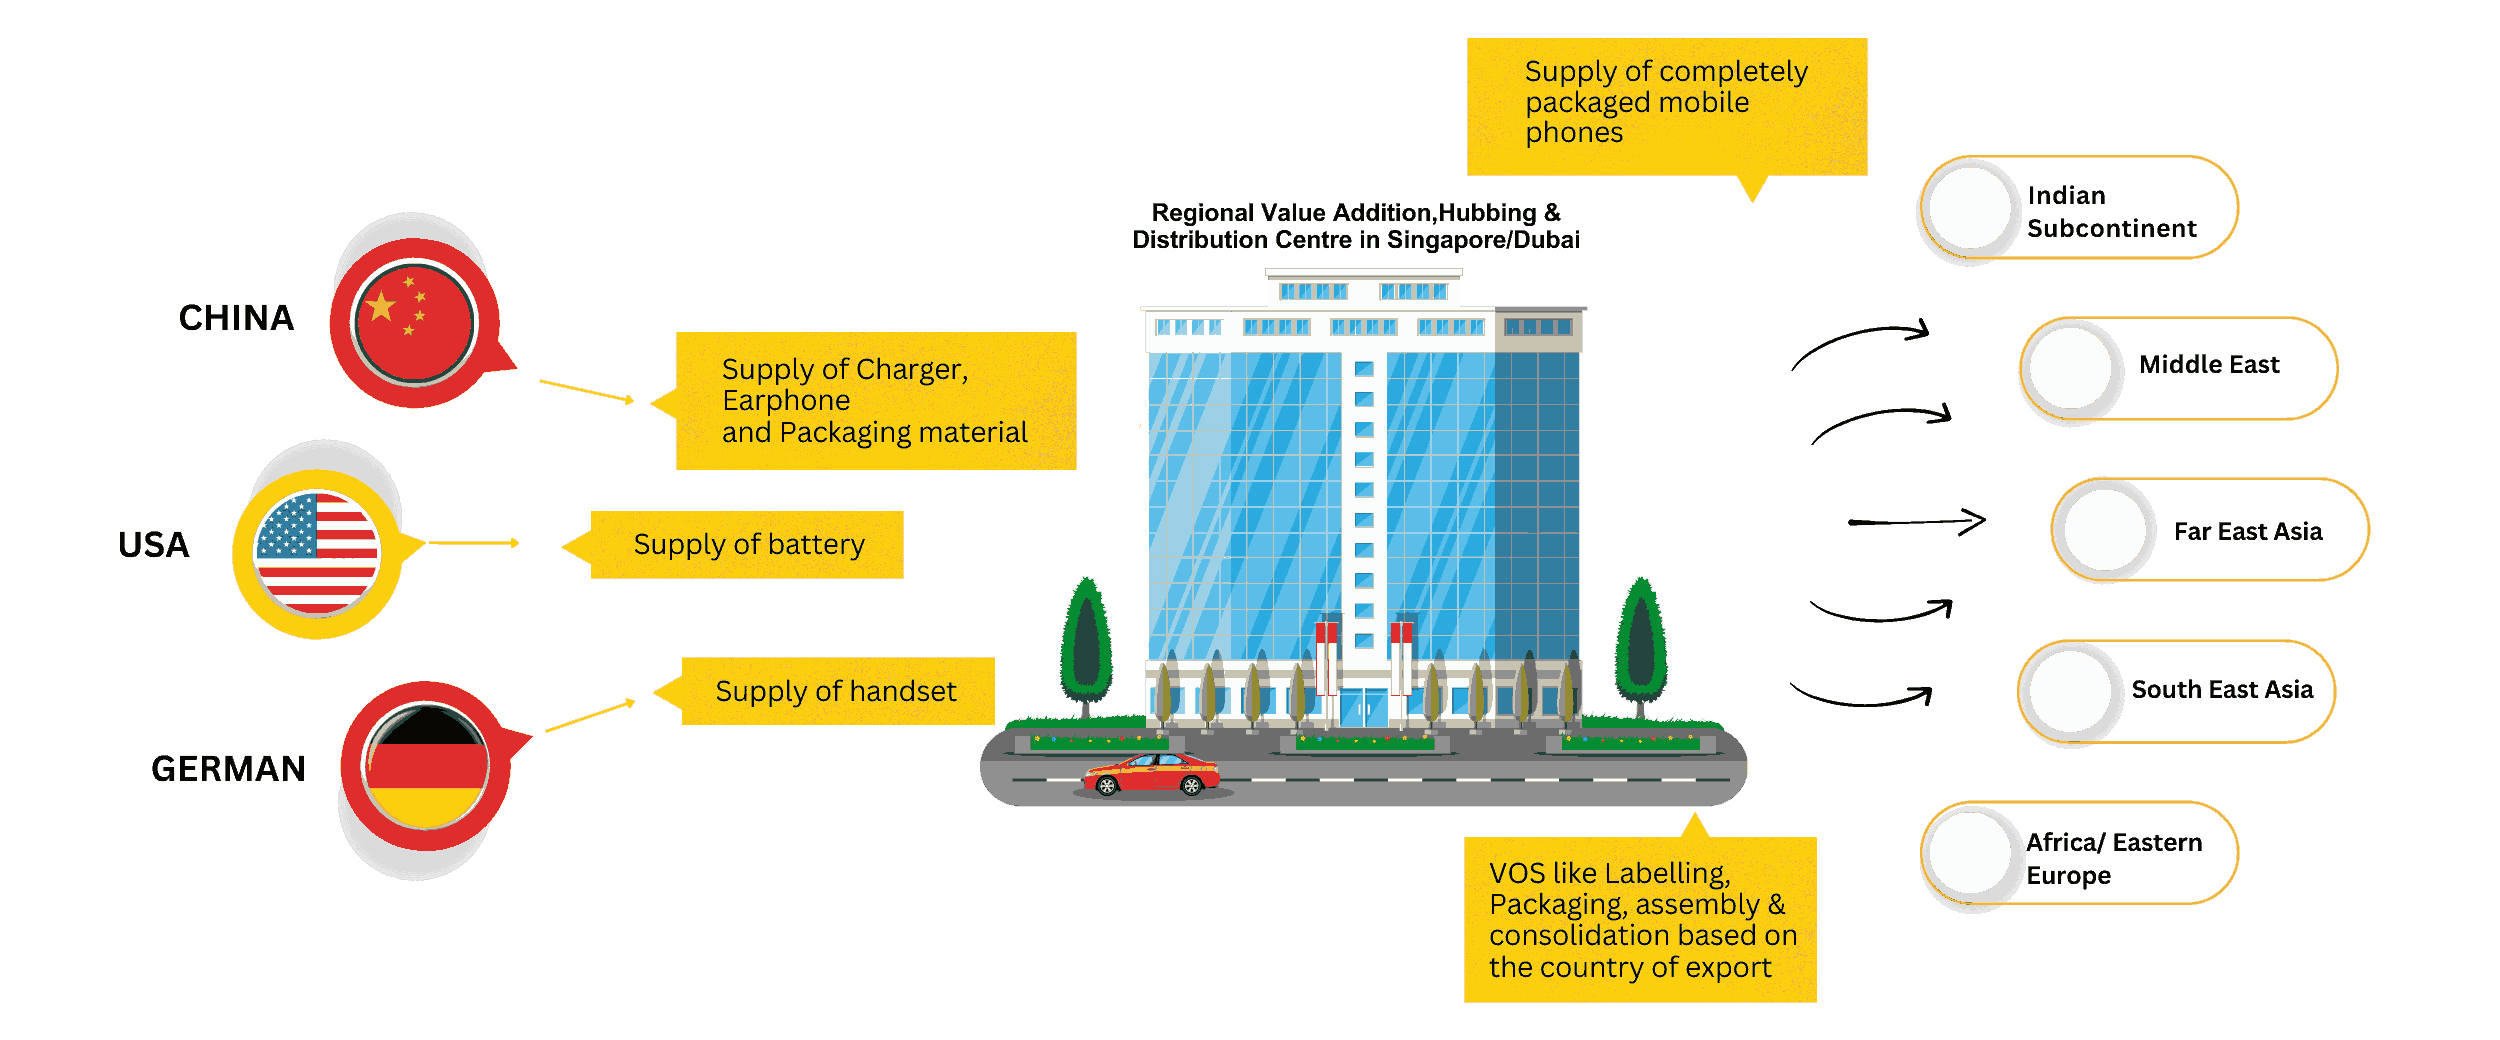 CHINA
Supply of Charger,
Earphone
and Packaging material
USA
Supply of battery
GERMAN
Supply of handset
Regional Value Addition,Hubbing &
Distribution Centre in Singapore/Dubai
Supply of completely
packaged mobile
phones
VOS like Labelling,
Packaging, assembly &
consolidation based on
the country of export
Indian
Subcontinent
Middle East
Far East Asia
South East Asia
Africa/ Eastern
Europe